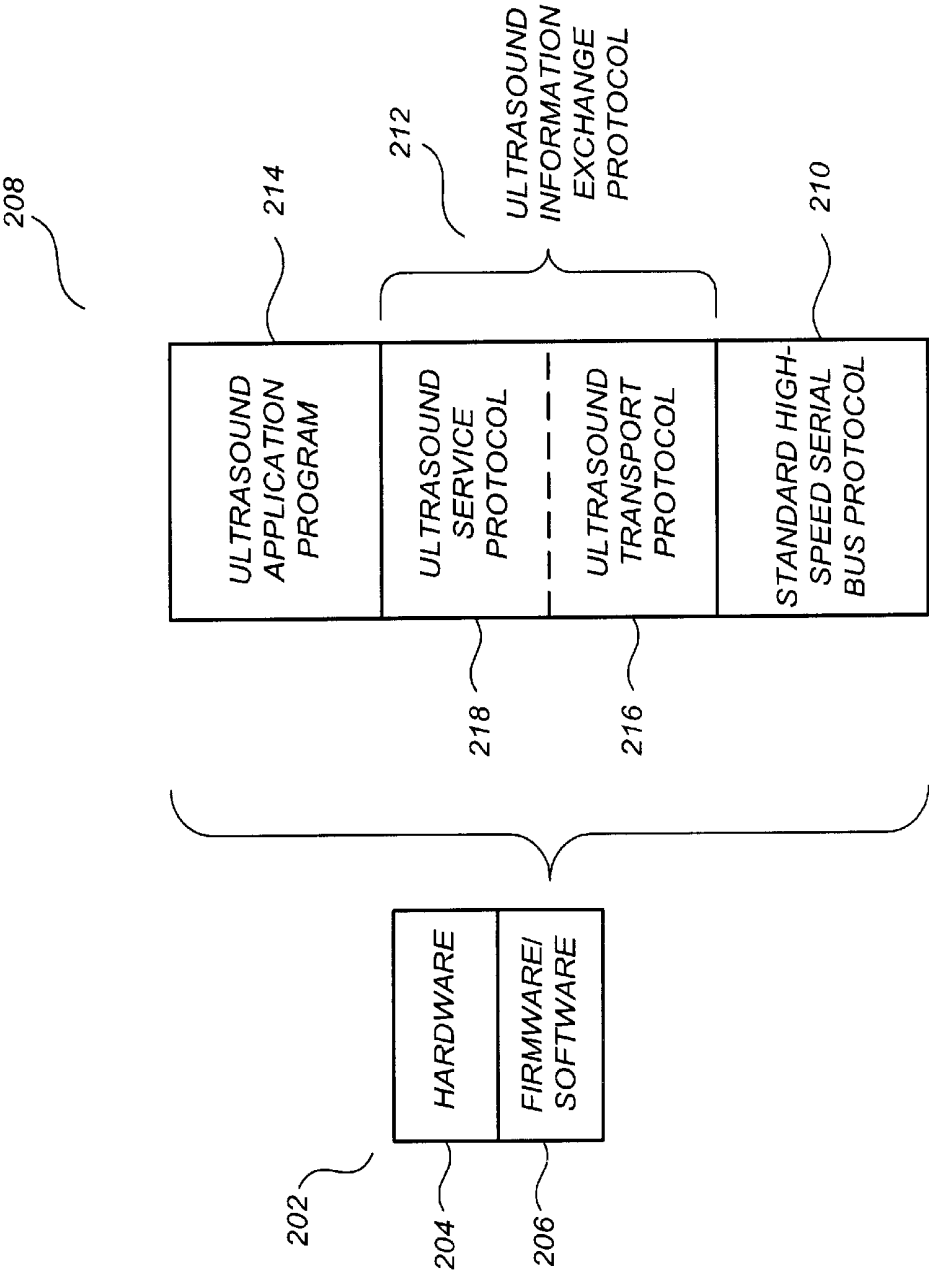 208
202
204
HARDWARE
206
FIRMWARE/
SOFTWARE
ULTRASOUND
APPLICATION
PROGRAM
214
218
ULTRASOUND
SERVICE
PROTOCOL
216
ULTRASOUND
TRANSPORT
PROTOCOL
212
ULTRASOUND
INFORMATION
EXCHANGE
PROTOCOL
STANDARD HIGH-
SPEED SERIAL
BUS PROTOCOL
210